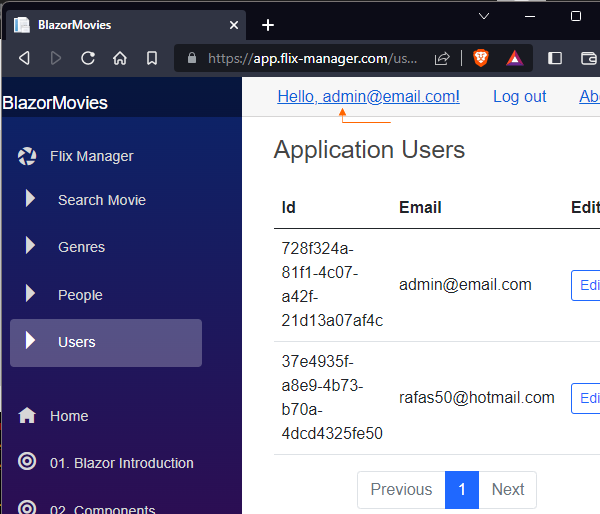 BlazorMovies
https://app.flix-manager.com/us...
BlazorMovies
Hello, admin@email.com!
Log out
Ab
Flix Manager
Search Movie
Genres
People
Users
Home
01. Blazor Introduction
02. Components
Application Users
Id Email Edit
728f324a-
81f1-4c07-
a42f-
21d13a07af4c
admin@email.com
Edi
37e4935f-
a8e9-4b73-
b70a-
4dcd4325fe50
rafas50@hotmail.com
Edi
Previous 1 Next